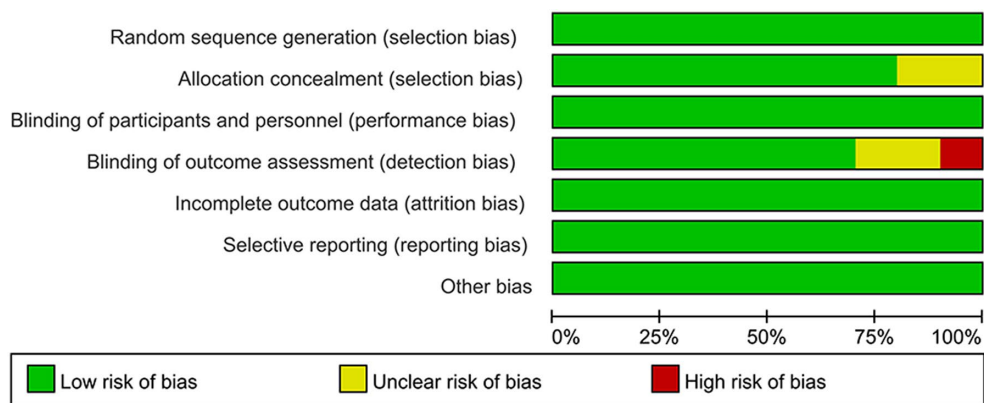 Random sequence generation (selection bias)
Allocation concealment (selection bias)
Blinding of participants and personnel (performance bias)
Blinding of outcome assessment (detection bias)
Incomplete outcome data (attrition bias)
Selective reporting (reporting bias)
Other bias
0% 25% 50% 75% 100%
Low risk of bias Unclear risk of bias High risk of bias